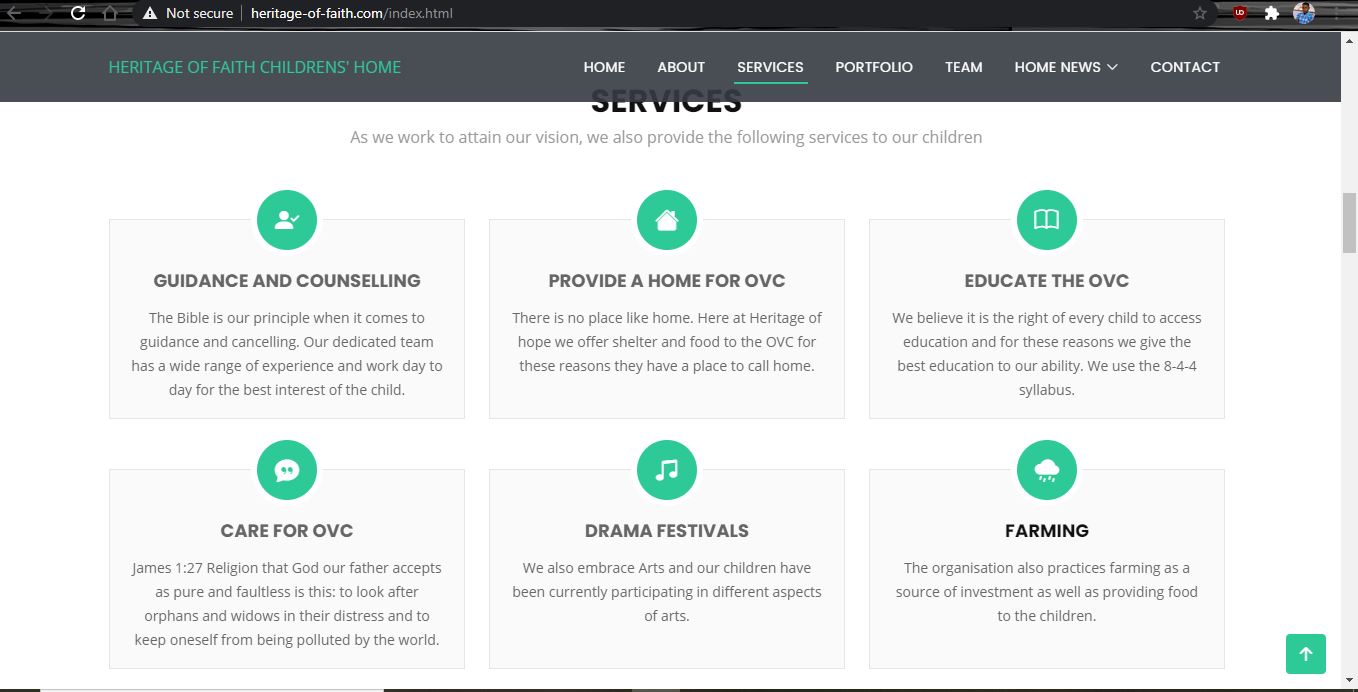 Not secure heritage-of-faith.com/index.html
HERITAGE OF FAITH CHILDRENS' HOME
HOME ABOUT SERVICES PORTFOLIO TEAM HOME NEWS CONTACT
SERVICES
As we work to attain our vision, we also provide the following services to our children
GUIDANCE AND COUNSELLING
The Bible is our principle when it comes to
guidance and cancelling. Our dedicated team
has a wide range of experience and work day to
day for the best interest of the child.
PROVIDE A HOME FOR OVC
There is no place like home. Here at Heritage of
hope we offer shelter and food to the OVC for
these reasons they have a place to call home.
EDUCATE THE OVC
We believe it is the right of every child to access
education and for these reasons we give the
best education to our ability. We use the 8-4-4
syllabus.
CARE FOR OVC
James 1:27 Religion that God our father accepts
as pure and faultless is this: to look after
orphans and widows in their distress and to
keep oneself from being polluted by the world.
DRAMA FESTIVALS
We also embrace Arts and our children have
been currently participating in different aspects
of arts.
FARMING
The organisation also practices farming as a
source of investment as well as providing food
to the children.